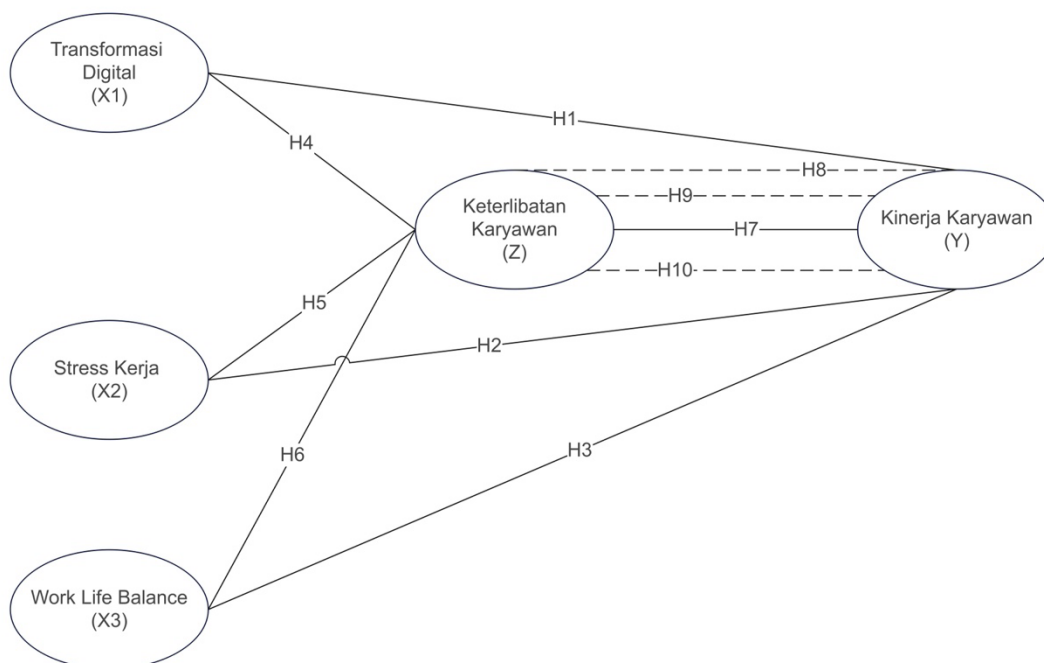 Transformasi
Digital
(X1)
H1
H4
H8
H9
Keterlibatan
Karyawan
(Z)
H7
Kinerja Karyawan
(Y)
H10
H5
H2
Stress Kerja
(X2)
H6
H3
Work Life Balance
(X3)